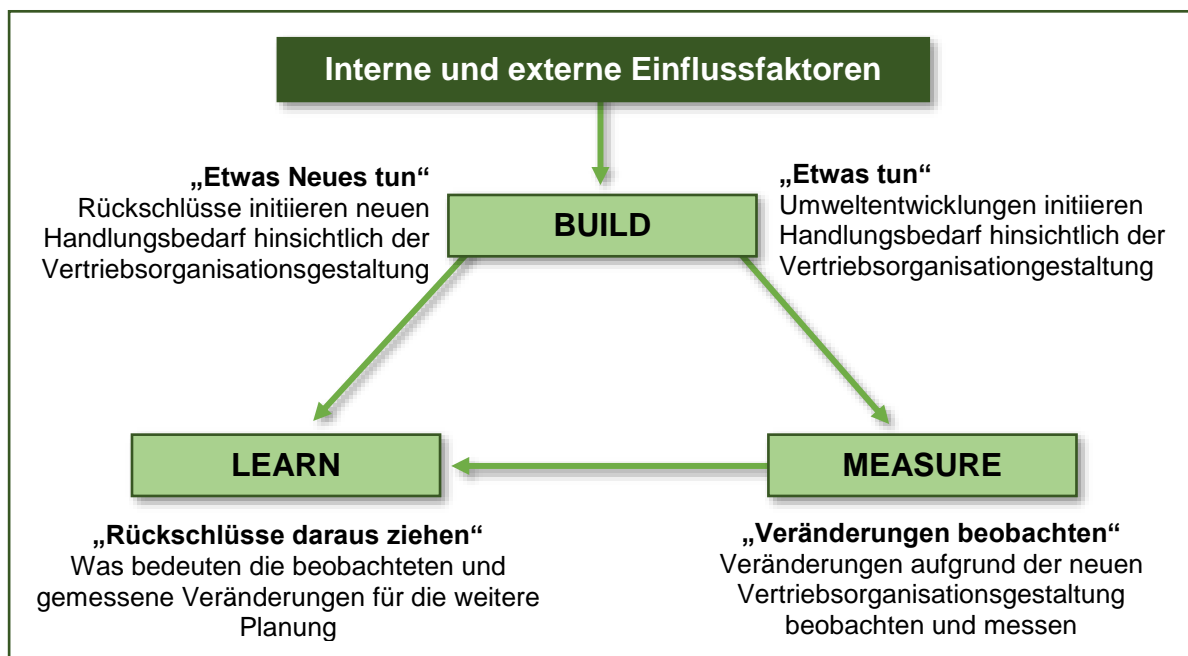 Interne und externe Einflussfaktoren
„Etwas Neues tun“
Rückschlüsse initiieren neuen
Handlungsbedarf hinsichtlich der
Vertriebsorganisationsgestaltung
BUILD
„Etwas tun“
Umweltentwicklungen initiieren
Handlungsbedarf hinsichtlich der
Vertriebsorganisationgestaltung
LEARN
MEASURE
„Rückschlüsse daraus ziehen“
Was bedeuten die beobachteten und
gemessene Veränderungen für die weitere
Planung
„Veränderungen beobachten“
Veränderungen aufgrund der neuen
Vertriebsorganisationsgestaltung
beobachten und messen